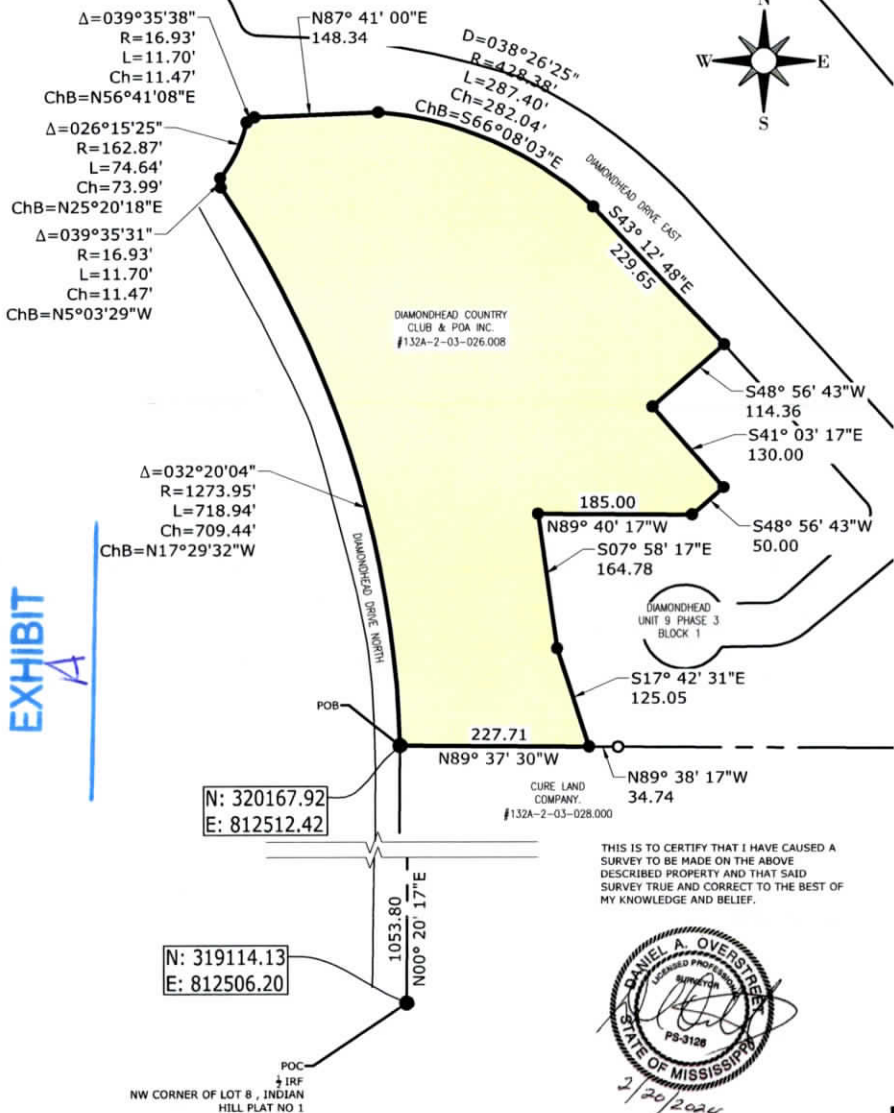 Δ=039°35'38"
R=16.93'
L=11.70'
Ch=11.47'
ChB=N56°41'08"E
N87° 41' 00"E
148.34
D=038°26'25"
R=428.38'
L=287.40'
Ch=282.04'
ChB=S66°08'03"E
N
W
E
S
Δ=026°15'25"
R=162.87'
L=74.64'
Ch=73.99'
ChB=N25°20'18"E
Δ=039°35'31"
R=16.93'
L=11.70'
Ch=11.47'
ChB=N5°03'29"W
DIAMONDHEAD DRIVE EAST
S43° 12' 48"E
229.65
DIAMONDHEAD COUNTRY
CLUB & POA INC.
#132A-2-03-026.008
S48° 56' 43"W
114.36
S41° 03' 17"E
130.00
Δ=032°20'04"
R=1273.95'
L=718.94'
Ch=709.44'
ChB=N17°29'32"W
185.00
N89° 40' 17"W
S48° 56' 43"W
50.00
S07° 58' 17"E
164.78
DIAMONDHEAD DRIVE NORTH
DIAMONDHEAD
UNIT 9 PHASE 3
BLOCK 1
EXHIBIT
A
S17° 42' 31"E
125.05
POB
227.71
N89° 37' 30"W
N89° 38' 17"W
34.74
CURE LAND
COMPANY.
#132A-2-03-028.000
N: 320167.92
E: 812512.42
THIS IS TO CERTIFY THAT I HAVE CAUSED A
SURVEY TO BE MADE ON THE ABOVE
DESCRIBED PROPERTY AND THAT SAID
SURVEY TRUE AND CORRECT TO THE BEST OF
MY KNOWLEDGE AND BELIEF.
1053.80
N00° 20' 17"E
N: 319114.13
E: 812506.20
DANIEL A. OVERSTREET
LICENSED PROFESSIONAL
SURVEYOR
PS-3126
STATE OF MISSISSIPPI
2/20/2024
POC
½ IRF
NW CORNER OF LOT 8 , INDIAN
HILL PLAT NO 1